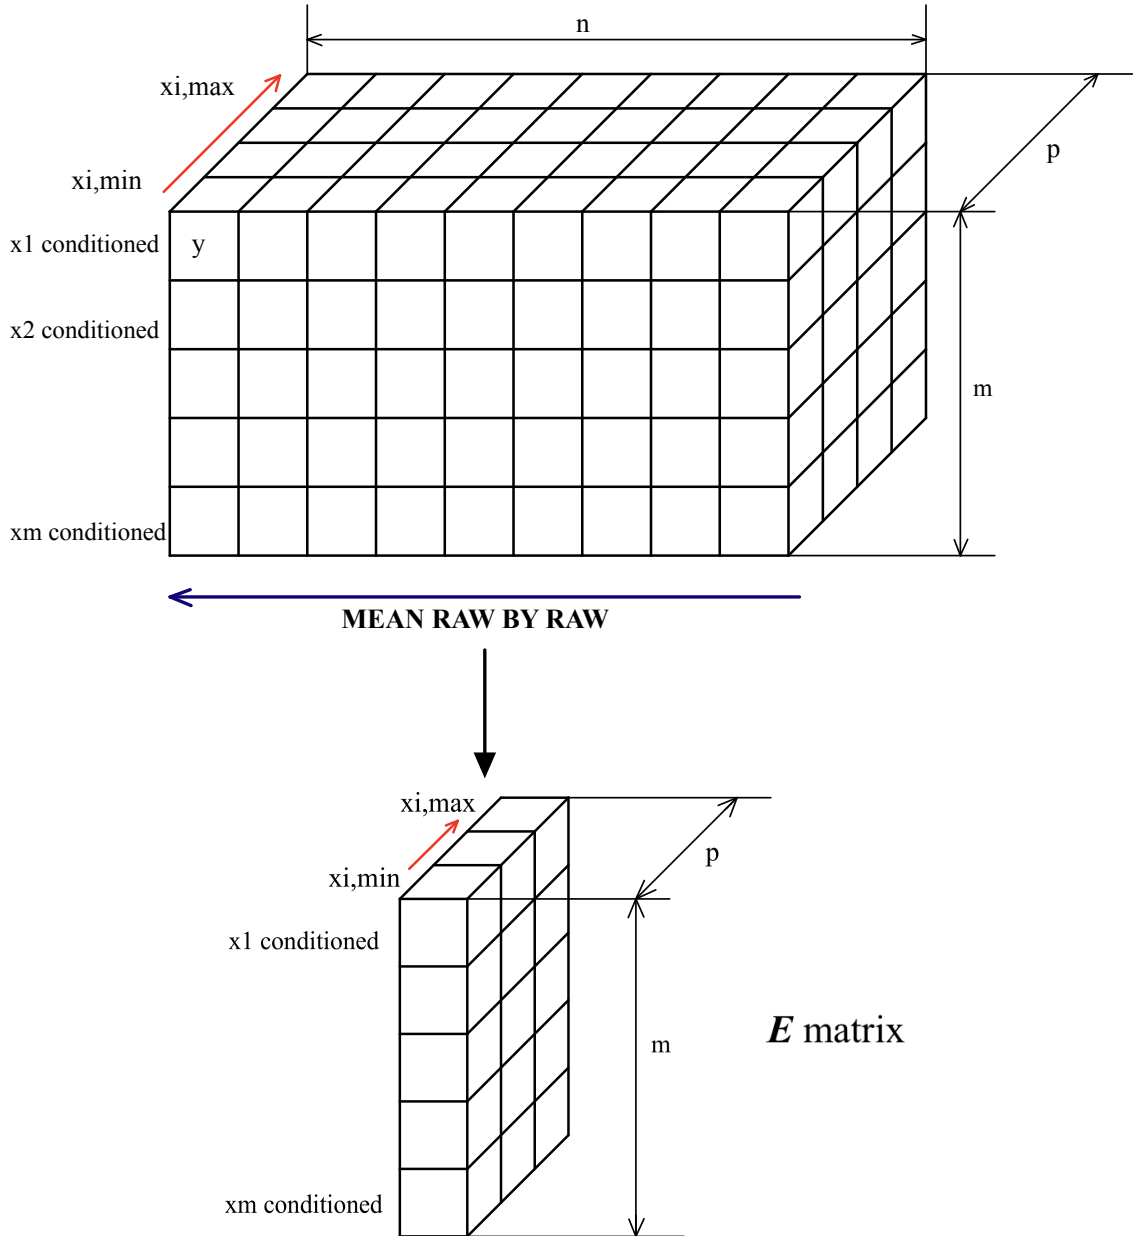 n
xi,max
p
xi,min
x1 conditioned
y
x2 conditioned
m
xm conditioned
MEAN RAW BY RAW
xi,max
p
xi,min
x1 conditioned
E matrix
m
xm conditioned